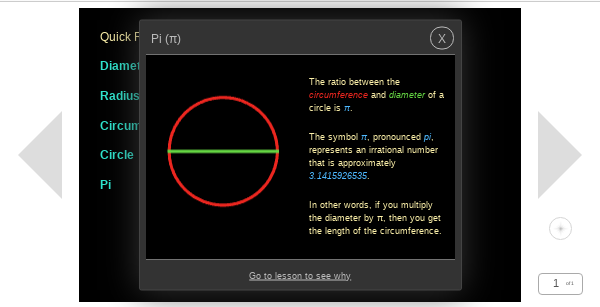 Quick
Pi (π)
X
Diamet
Radius
Circum
Circle
Pi
The ratio between the
circumference and diameter of a
circle is π.
The symbol π, pronounced pi,
represents an irrational number
that is approximately
3.1415926535.
In other words, if you multiply
the diameter by π, then you get
the length of the circumference.
Go to lesson to see why
1 of 1